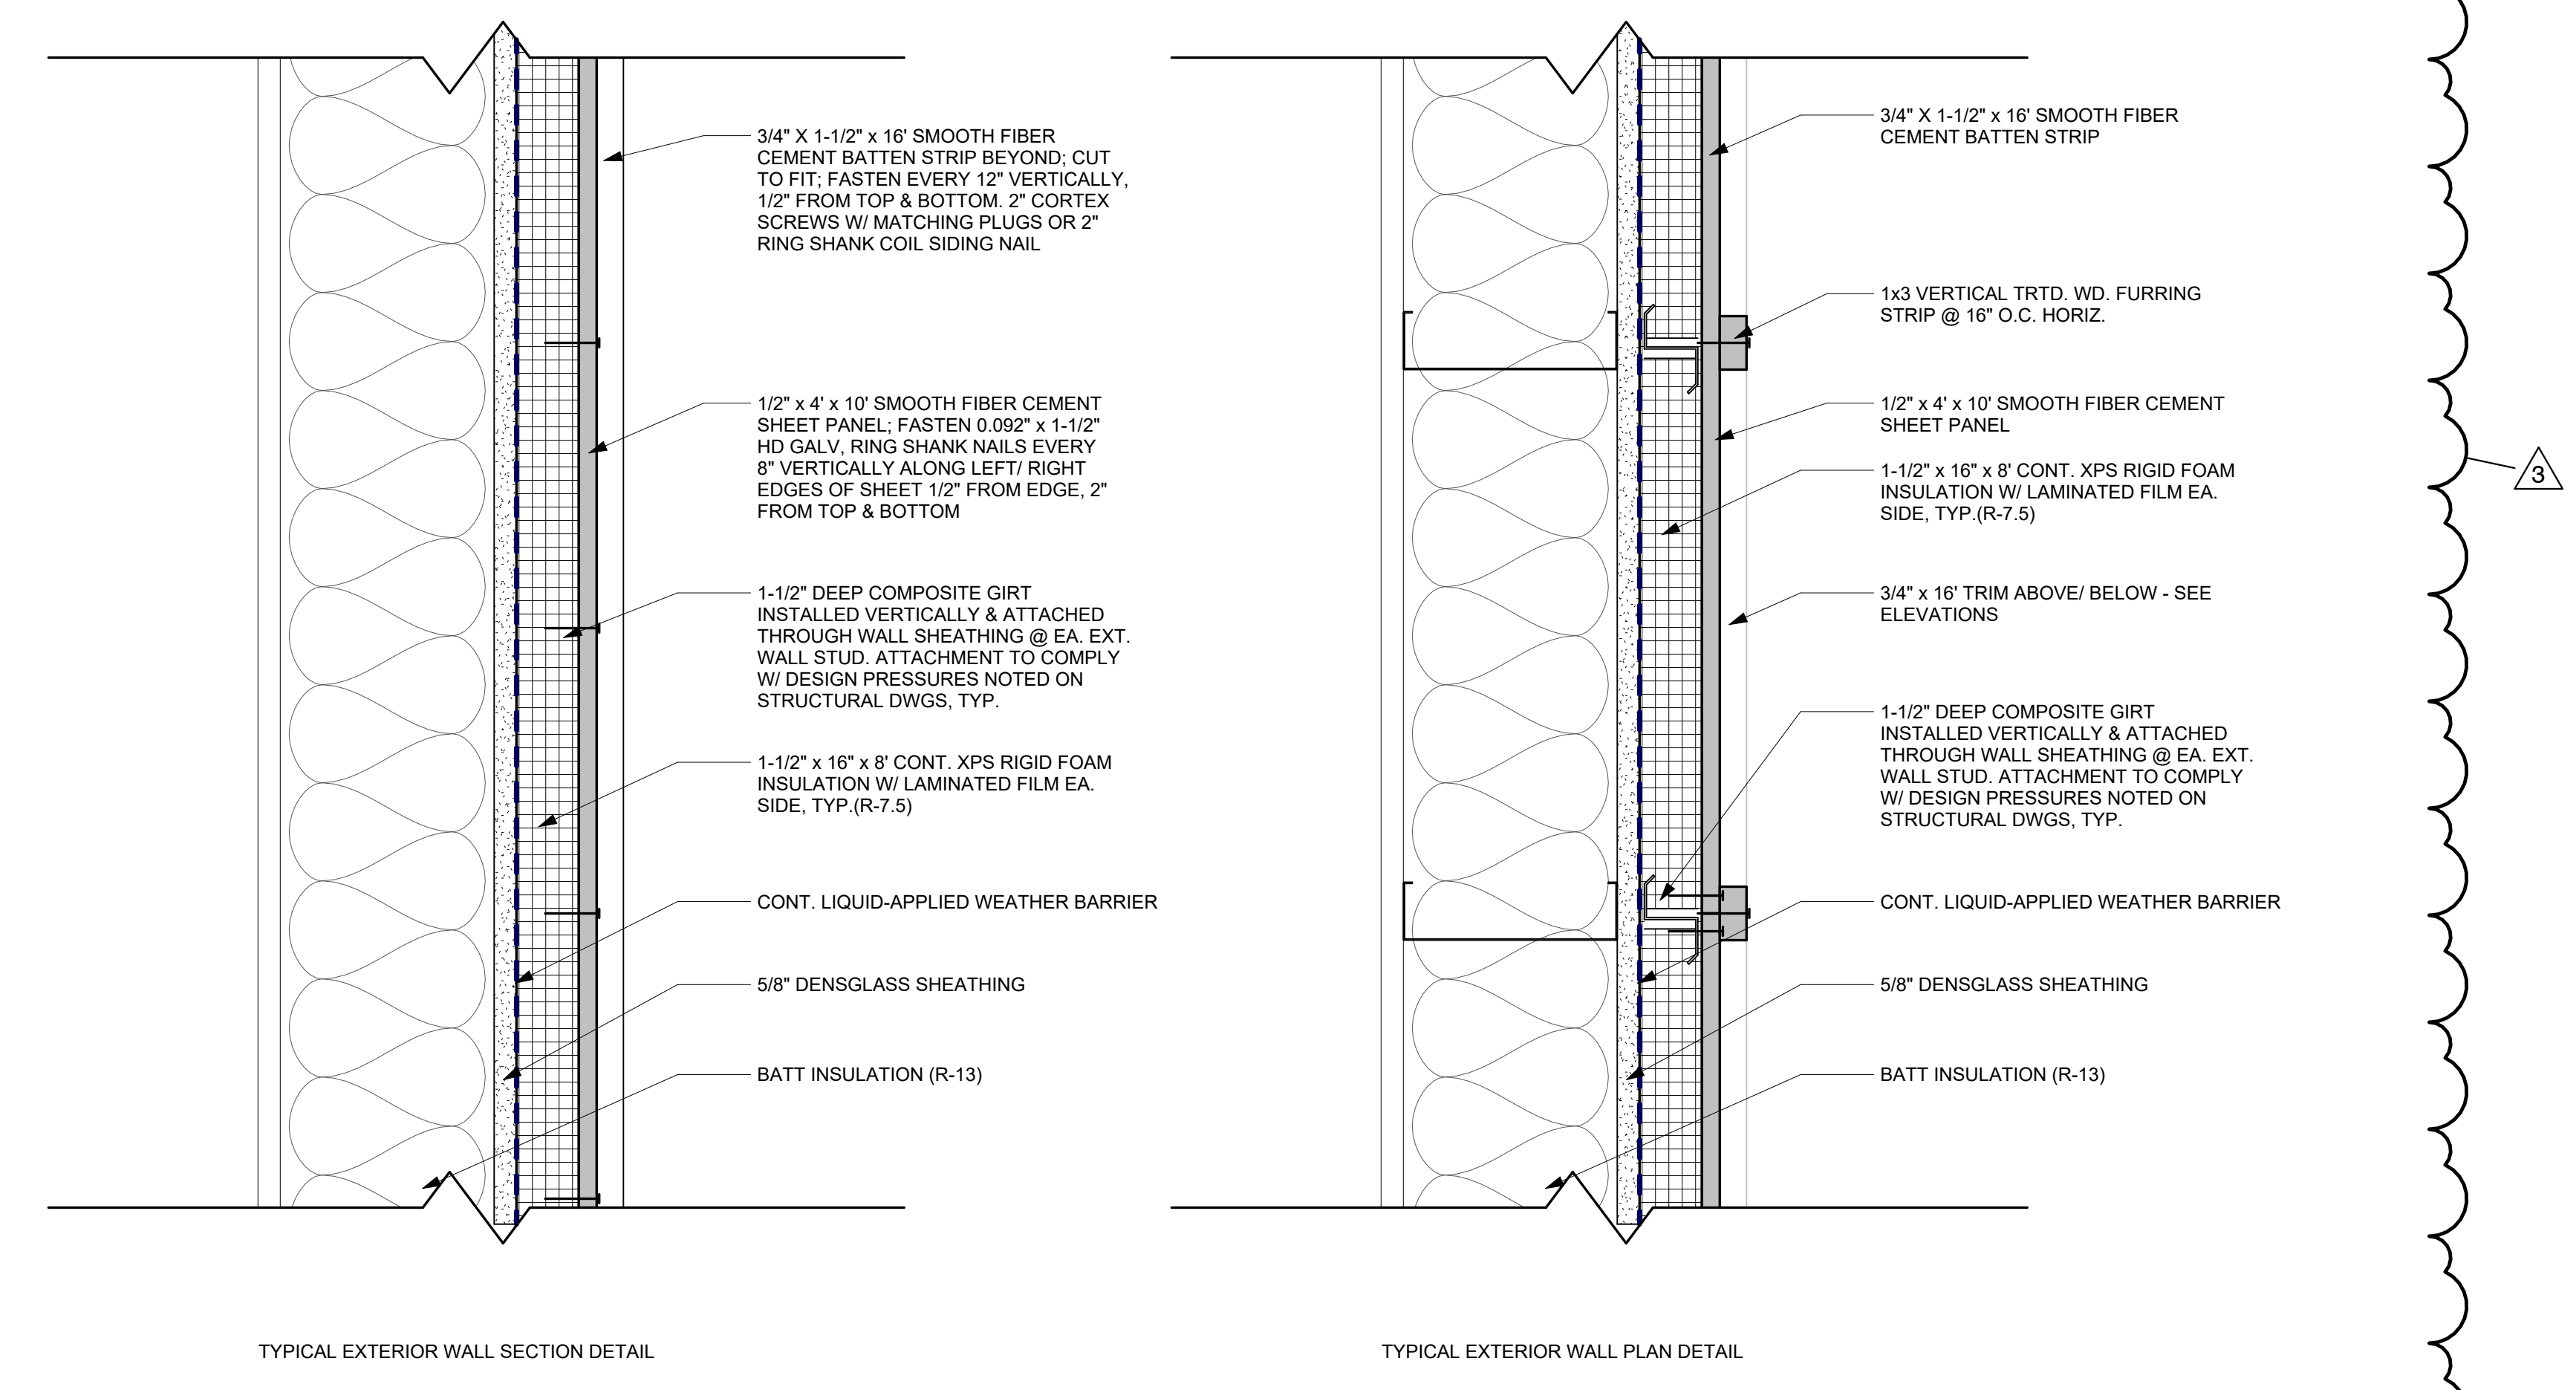 3/4" X 1-1/2" x 16' SMOOTH FIBER
CEMENT BATTEN STRIP BEYOND; CUT
TO FIT; FASTEN EVERY 12" VERTICALLY,
1/2" FROM TOP & BOTTOM. 2" CORTEX
SCREWS W/ MATCHING PLUGS OR 2"
RING SHANK COIL SIDING NAIL
1/2" x 4' x 10' SMOOTH FIBER CEMENT
SHEET PANEL; FASTEN 0.092" x 1-1/2"
HD GALV, RING SHANK NAILS EVERY
8" VERTICALLY ALONG LEFT/ RIGHT
EDGES OF SHEET 1/2" FROM EDGE, 2"
FROM TOP & BOTTOM
1-1/2" DEEP COMPOSITE GIRT
INSTALLED VERTICALLY & ATTACHED
THROUGH WALL SHEATHING @ EA. EXT.
WALL STUD. ATTACHMENT TO COMPLY
W/ DESIGN PRESSURES NOTED ON
STRUCTURAL DWGS, TYP.
1-1/2" x 16" x 8' CONT. XPS RIGID FOAM
INSULATION W/ LAMINATED FILM EA.
SIDE, TYP.(R-7.5)
CONT. LIQUID-APPLIED WEATHER BARRIER
5/8" DENSGLASS SHEATHING
BATT INSULATION (R-13)
TYPICAL EXTERIOR WALL SECTION DETAIL
3/4" X 1-1/2" x 16' SMOOTH FIBER
CEMENT BATTEN STRIP
1x3 VERTICAL TRTD. WD. FURRING
STRIP @ 16" O.C. HORIZ.
1/2" x 4' x 10' SMOOTH FIBER CEMENT
SHEET PANEL
1-1/2" x 16" x 8' CONT. XPS RIGID FOAM
INSULATION W/ LAMINATED FILM EA.
SIDE, TYP.(R-7.5)
3/4" x 16' TRIM ABOVE/ BELOW - SEE
ELEVATIONS
1-1/2" DEEP COMPOSITE GIRT
INSTALLED VERTICALLY & ATTACHED
THROUGH WALL SHEATHING @ EA. EXT.
WALL STUD. ATTACHMENT TO COMPLY
W/ DESIGN PRESSURES NOTED ON
STRUCTURAL DWGS, TYP.
CONT. LIQUID-APPLIED WEATHER BARRIER
5/8" DENSGLASS SHEATHING
BATT INSULATION (R-13)
TYPICAL EXTERIOR WALL PLAN DETAIL
3